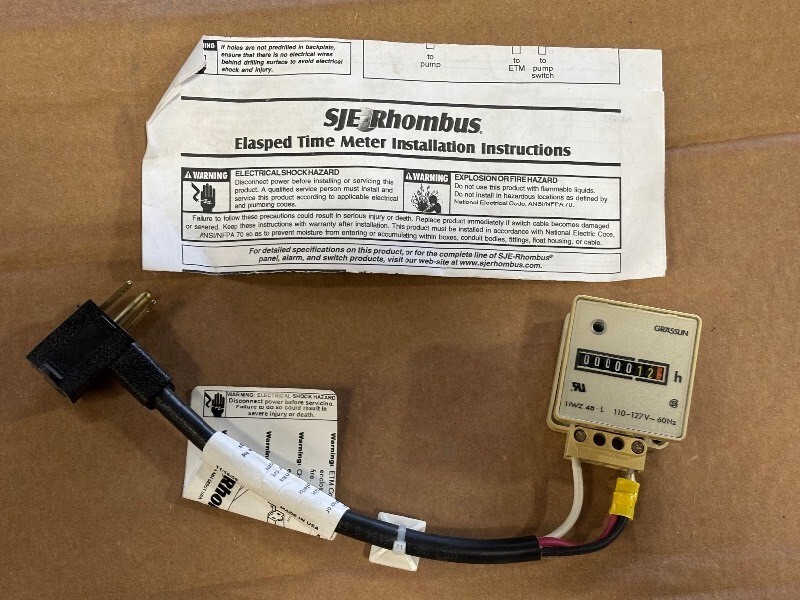 WARNING
If holes are not predrilled in backplate,
ensure that there is no electrical wires
behind drilling surface to avoid electrical
shock and injury.
to
pump
to
ETM
to
pump
switch
SJE Rhombus®
Elasped Time Meter Installation Instructions
WARNING
ELECTRICAL SHOCK HAZARD
Disconnect power before installing or servicing this
product. A qualified service person must install and
service this product according to applicable electrical
and plumbing codes.
WARNING
EXPLOSION OR FIRE HAZARD
Do not use this product with flammable liquids.
Do not install in hazardous locations as defined by
National Electrical Code, ANSI/NFPA 70.
Failure to follow these precautions could result in serious injury or death. Replace product immediately if switch cable becomes damaged
or severed. Keep these instructions with warranty after installation. This product must be installed in accordance with National Electric Code,
ANSI/NFPA 70 so as to prevent moisture from entering or accumulating within boxes, conduit bodies, fittings, float housing, or cable.
For detailed specifications on this product, or for the complete line of SJE-Rhombus®
panel, alarm, and switch products, visit our web-site at www.sjerhombus.com.
GRASSLIN
0000012
h
UWZ 48-L 110-127V~60Hz
WARNING: ELECTRICAL SHOCK HAZARD
Disconnect power before servicing.
Failure to do so could result in
severe injury or death.
Warning:
Warning:
Warning:
MADE IN USA